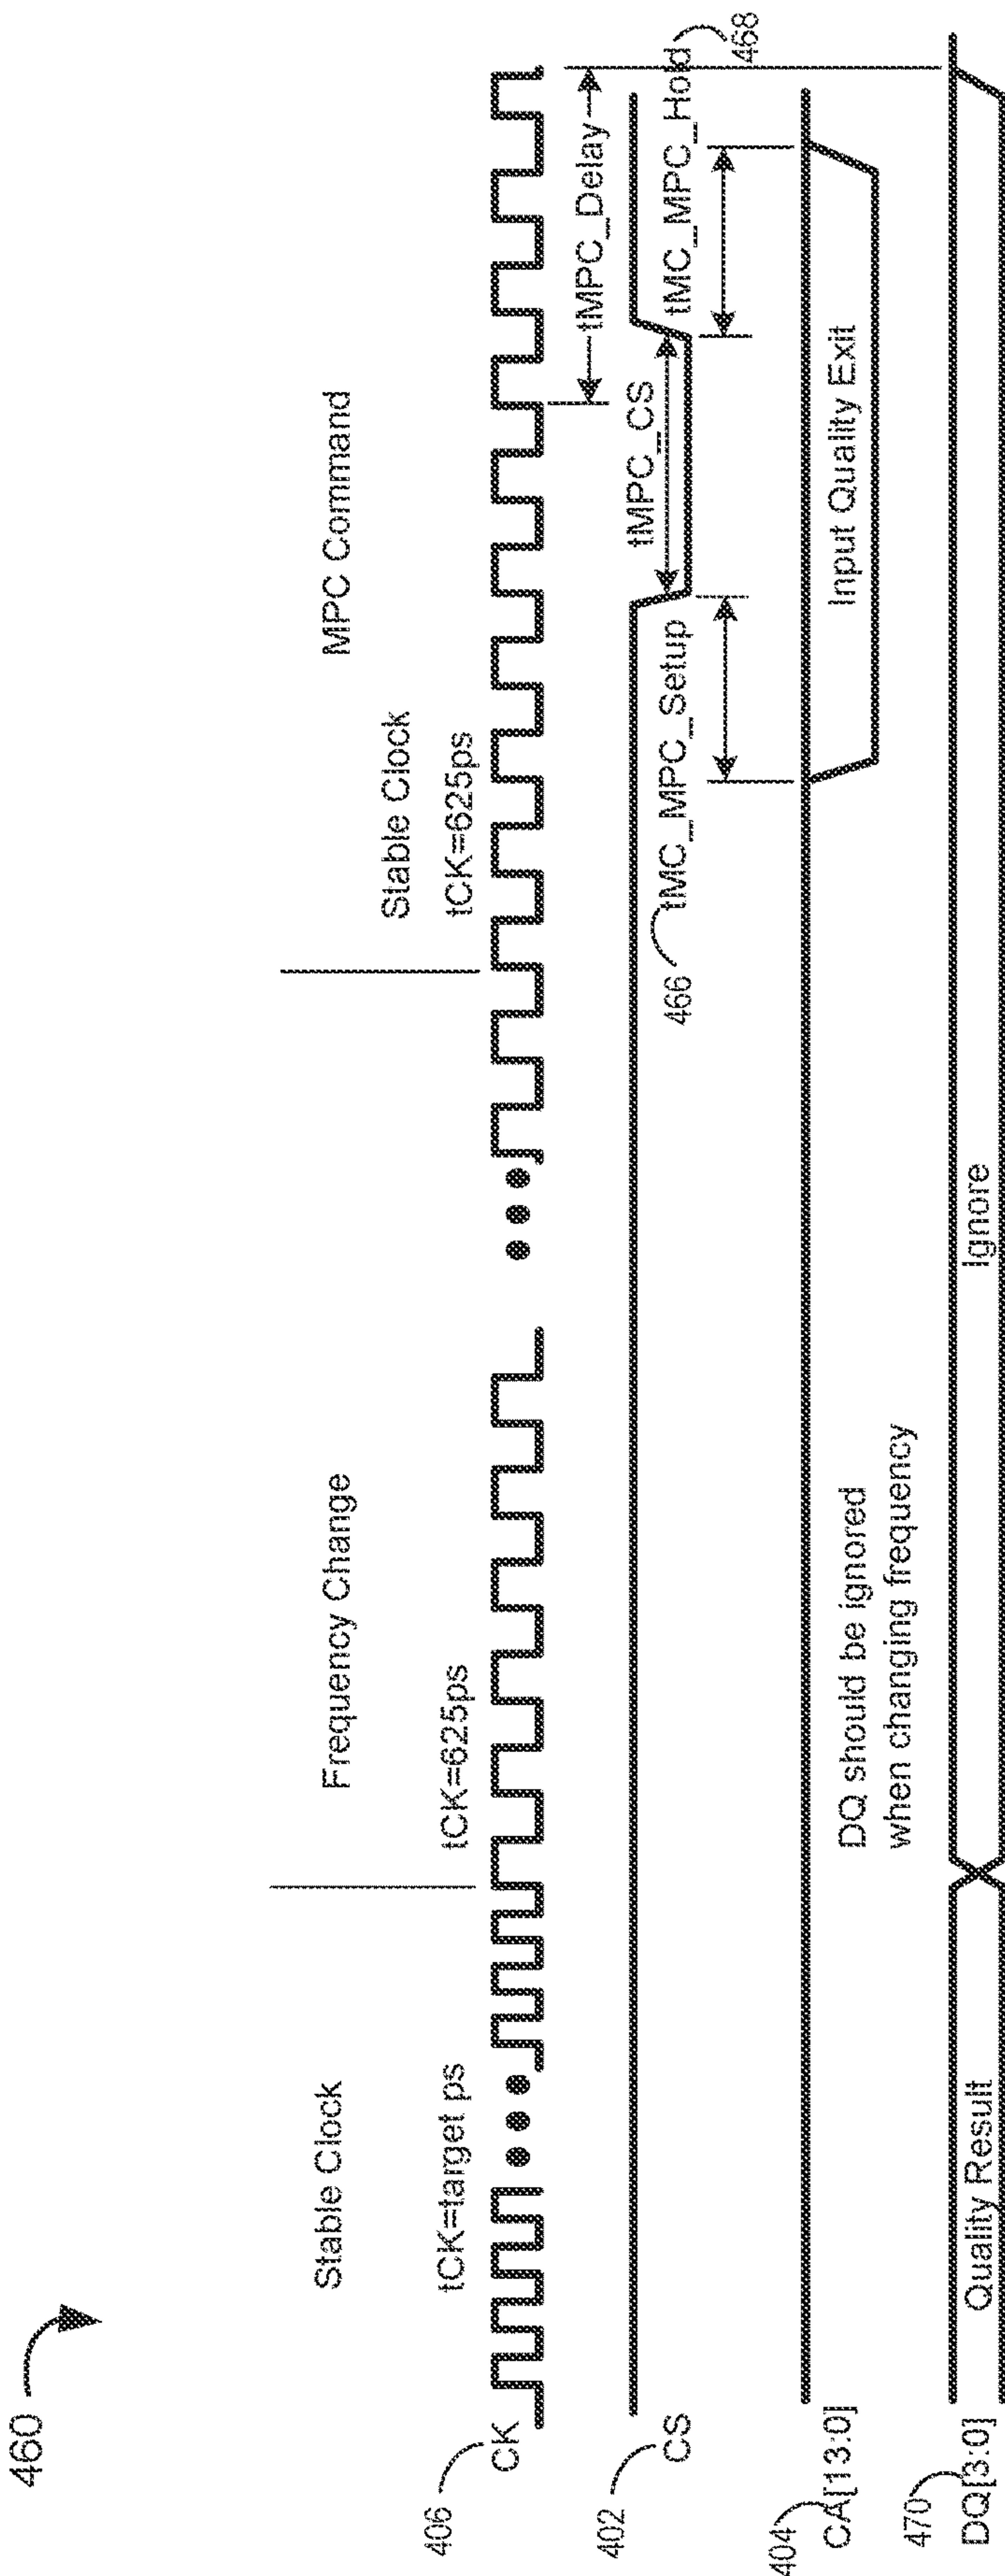 460
Stable Clock
Frequency Change
MPC Command
Stable Clock
tCK=target ps
tCK=625ps
tCK=625ps
406
CK
tMPC_Delay
402
CS
tMPC_CS
466
tMC_MPC_Setup
tMC_MPC_Hold
468
404
CA[13:0]
Input Quality Exit
DQ should be ignored
when changing frequency
470
DQ[3:0]
Quality Result
Ignore